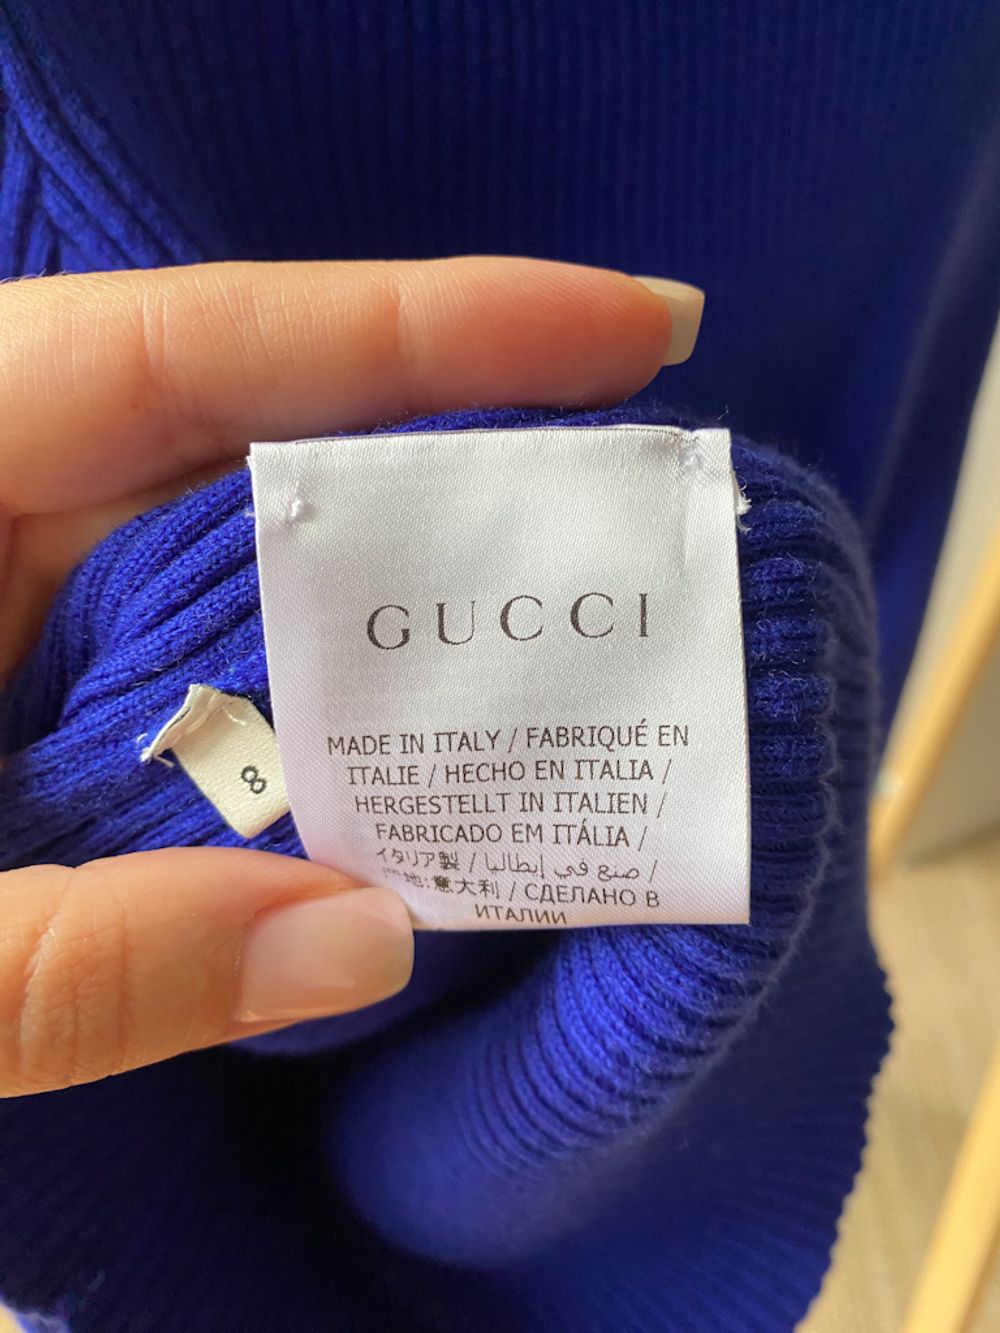 GUCCI
MADE IN ITALY / FABRIQUÉ EN
ITALIE / HECHO EN ITALIA /
HERGESTELLT IN ITALIEN /
FABRICADO EM ITÁLIA /
イタリア製 / صنع في إيطاليا /
地:意大利 / СДЕЛАНО В
ИТАЛИИ
8